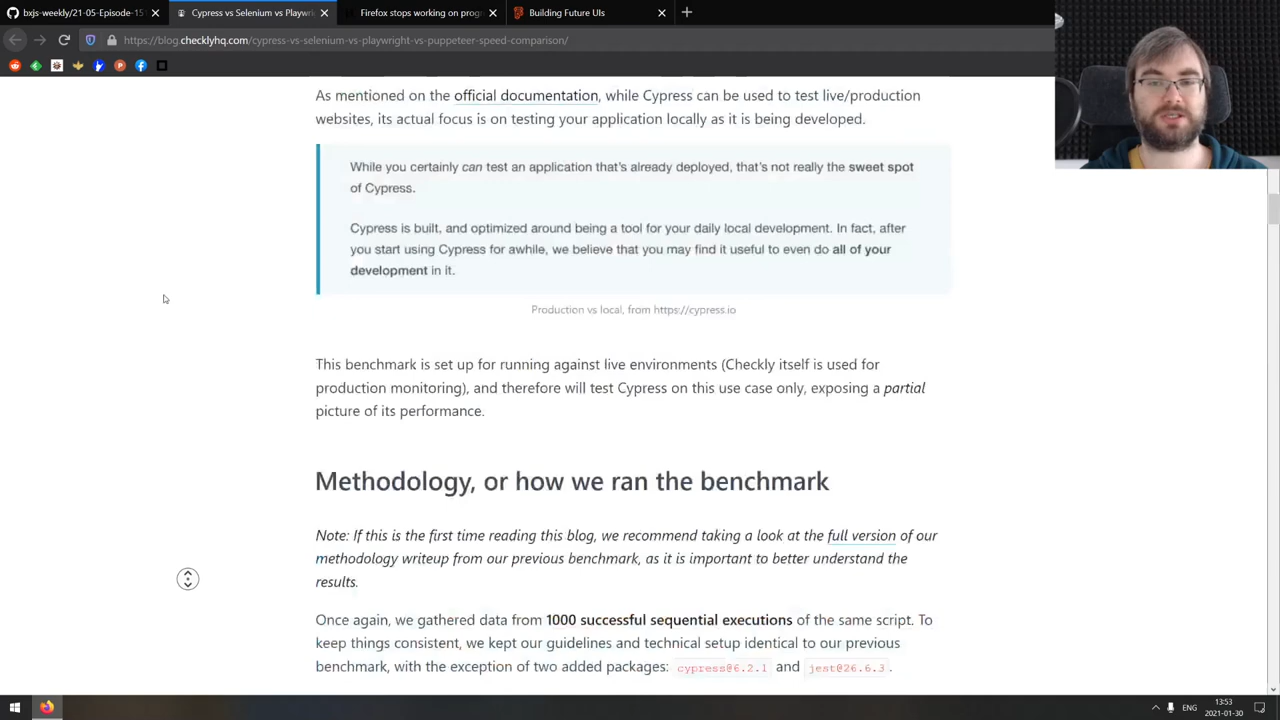 bxjs-weekly/21-05-Episode-15
Cypress vs Selenium vs Playwri
Firefox stops working on prog
Building Future UIs
https://blog.checklyhq.com/cypress-vs-selenium-vs-playwright-vs-puppeteer-speed-comparison/
As mentioned on the official documentation, while Cypress can be used to test live/production
websites, its actual focus is on testing your application locally as it is being developed.
While you certainly can test an application that's already deployed, that's not really the sweet spot
of Cypress.
Cypress is built, and optimized around being a tool for your daily local development. In fact, after
you start using Cypress for awhile, we believe that you may find it useful to even do all of your
development in it.
Production vs local, from https://cypress.io
This benchmark is set up for running against live environments (Checkly itself is used for
production monitoring), and therefore will test Cypress on this use case only, exposing a partial
picture of its performance.
Methodology, or how we ran the benchmark
Note: If this is the first time reading this blog, we recommend taking a look at the full version of our
methodology writeup from our previous benchmark, as it is important to better understand the
results.
Once again, we gathered data from 1000 successful sequential executions of the same script. To
keep things consistent, we kept our guidelines and technical setup identical to our previous
benchmark, with the exception of two added packages: cypress@6.2.1 and jest@26.6.3.
ENG
13:53
2021-01-30